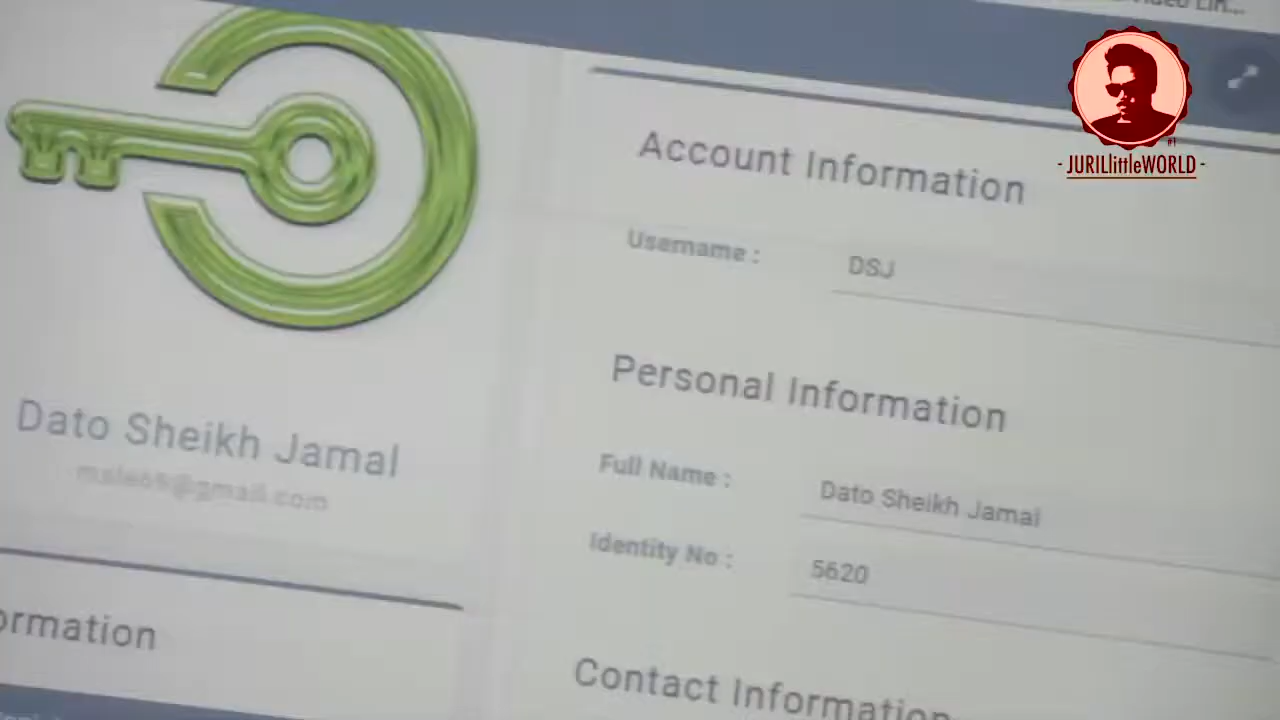 #1
- JURILlittleWORLD -
Account Information
Username :
DSJ
Personal Information
Full Name :
Dato Sheikh Jamal
Identity No :
5620
Contact Information
Dato Sheikh Jamal
ormation